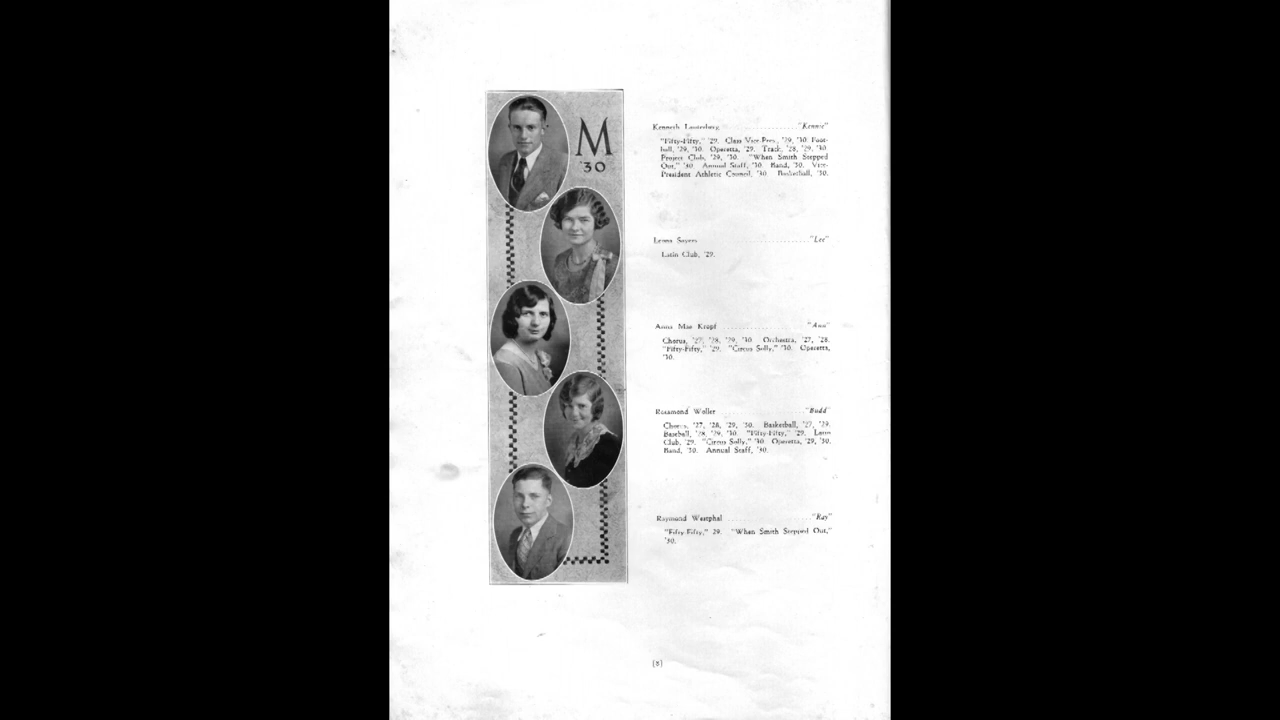 M
'30
Kenneth Lauterberg "Kennie"
"Fifty-Fifty," '29. Class Vice-Pres., '29, '30. Foot-
ball, '29, '30. Operetta, '29. Track, '28, '29, '30.
Project Club, '29, '30. "When Smith Stepped
Out," '30. Annual Staff, '30. Band, '30. Vice-
President Athletic Council, '30. Basketball, '30.
Sayers "Lee"
Latin Club, '29.
Anna Mae Kropf "Ann"
Chorus, '27, '28, '29, '30. Orchestra, '27, '28.
"Fifty-Fifty," '29. "Circus Solly," '30. Operetta,
'30.
Rosamond Woller "Budd"
Chorus, '27, '28, '29, '30. Basketball, '27, '29.
Baseball, '28, '29, '30. "Fifty-Fifty," '29. Latin
Club, '29. "Circus Solly," '30. Operetta, '29, '30.
Band, '30. Annual Staff, '30.
Raymond Westphal "Ray"
"Fifty-Fifty," 29. "When Smith Stepped Out,"
'30.
(8)